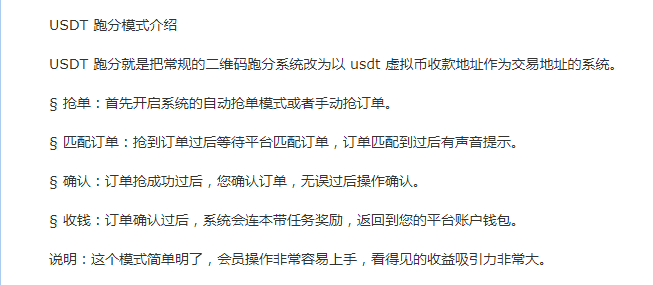 USDT 跑分模式介绍
USDT 跑分就是把常规的二维码跑分系统改为以 usdt 虚拟币收款地址作为交易地址的系统。
§ 抢单：首先开启系统的自动抢单模式或者手动抢订单。
§ 匹配订单：抢到订单过后等待平台匹配订单，订单匹配到过后有声音提示。
§ 确认：订单抢成功过后，您确认订单，无误过后操作确认。
§ 收钱：订单确认过后，系统会连本带任务奖励，返回到您的平台账户钱包。
说明：这个模式简单明了，会员操作非常容易上手，看得见的收益吸引力非常大。